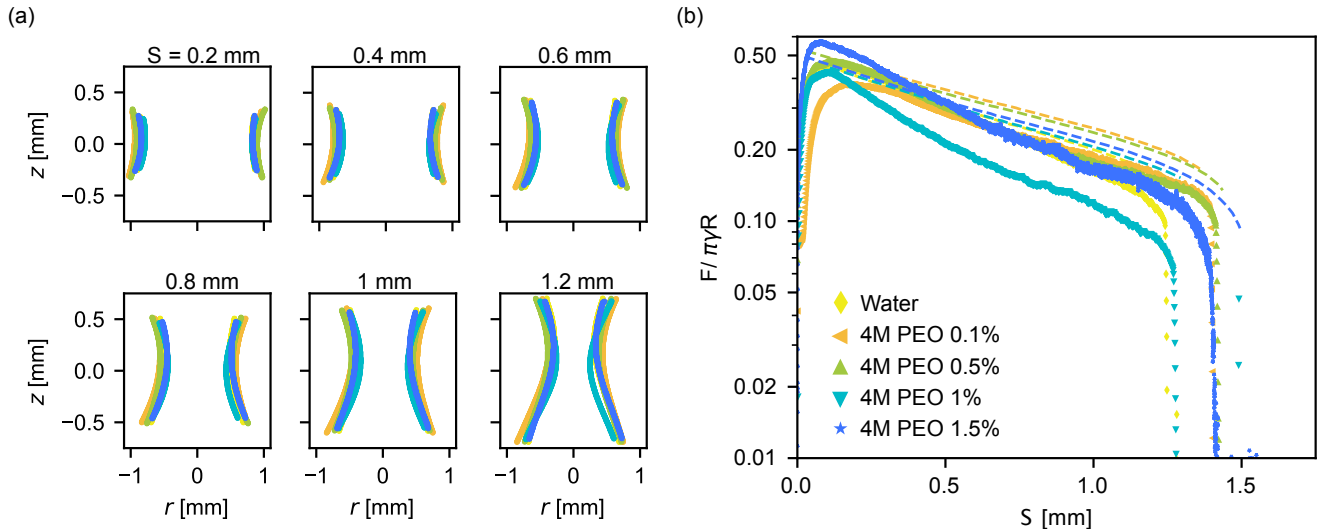 (a)
S = 0.2 mm
0.4 mm
0.6 mm
0.5
0.0
−0.5
z [mm]
0.8 mm
1 mm
1.2 mm
0.5
0.0
−0.5
z [mm]
−1 0 1
−1 0 1
−1 0 1
r [mm]
r [mm]
r [mm]
(b)
0.50
0.20
0.10
0.05
0.02
0.01
F/πγR
Water
4M PEO 0.1%
4M PEO 0.5%
4M PEO 1%
4M PEO 1.5%
0.0 0.5 1.0 1.5
S [mm]